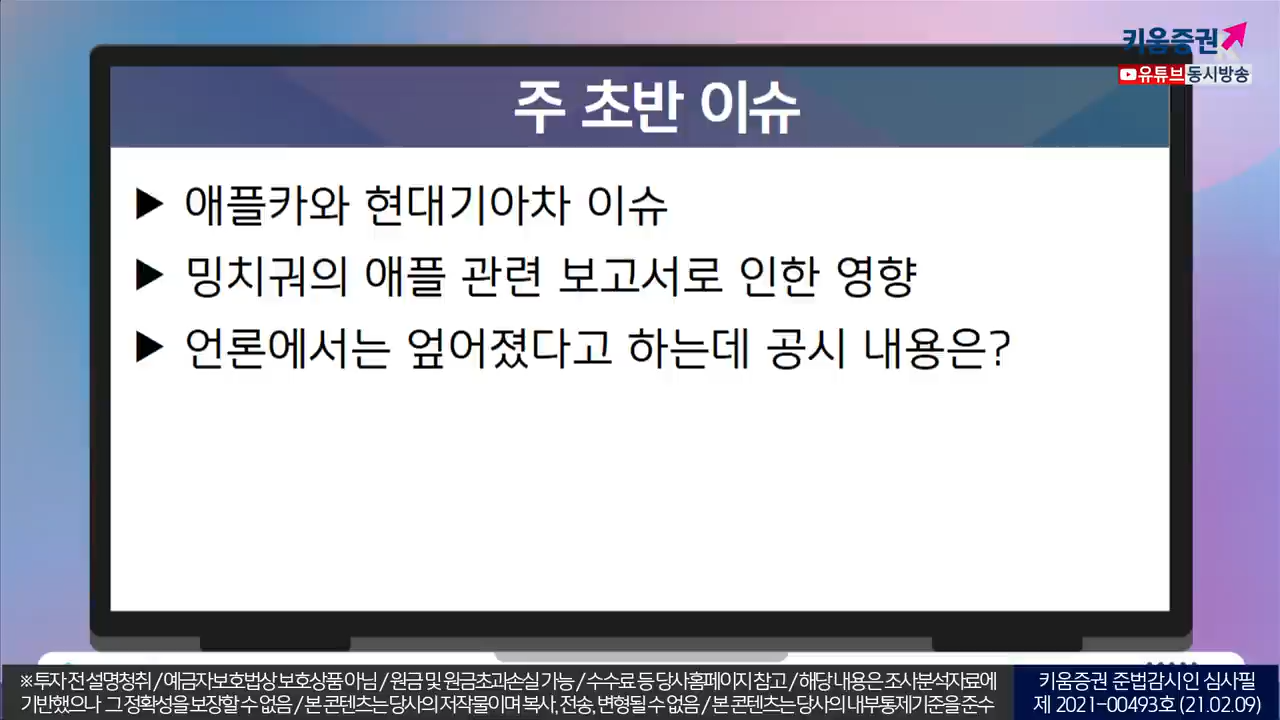 키움증권
유튜브동시방송
주 초반 이슈
▶ 애플카와 현대기아차 이슈
▶ 밍치궈의 애플 관련 보고서로 인한 영향
▶ 언론에서는 엎어졌다고 하는데 공시 내용은?
※ 투자 전 설명청취 / 예금자보호법상 보호상품 아님 / 원금 및 원금초과손실 가능 / 수수료 등 당사홈페이지 참고 / 해당 내용은 조사분석자료에
기반했으나 그 정확성을 보장할 수 없음 / 본 콘텐츠는 당사의 저작물이며 복사, 전송, 변형될 수 없음 / 본 콘텐츠는 당사의 내부통제기준을 준수
키움증권 준법감시인 심사필
제 2021-00493호 (21.02.09)